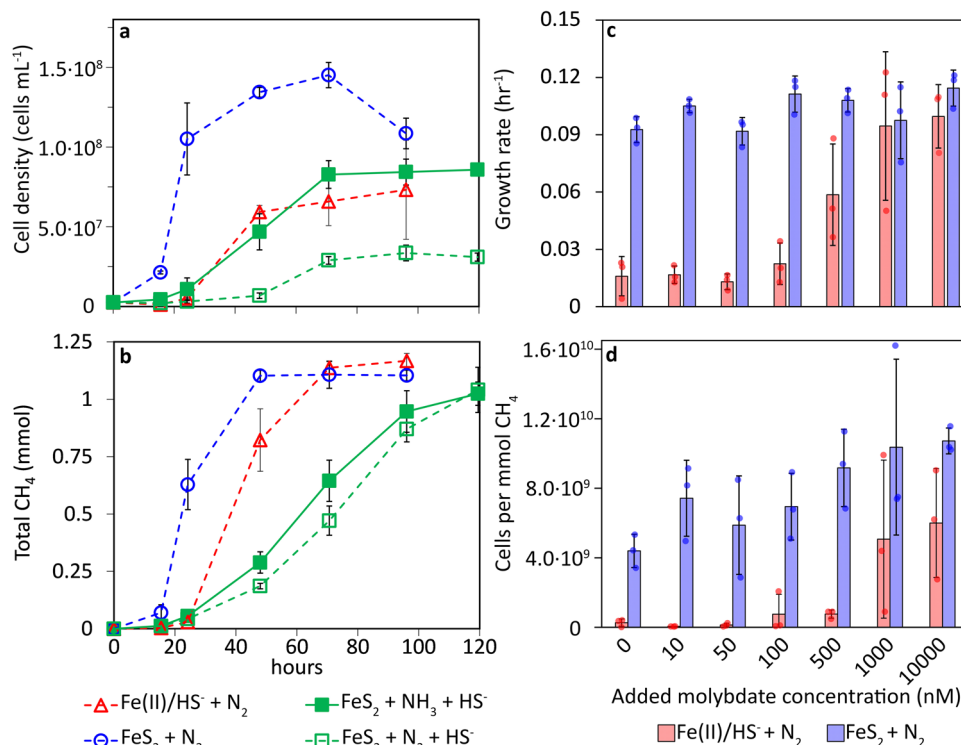 a
Cell density (cells mL-1)
1.5·10⁸
1.0·10⁸
5.0·10⁷
0
b
Total CH₄ (mmol)
1.25
1
0.75
0.5
0.25
0
0 20 40 60 80 100 120
hours
c
Growth rate (hr⁻¹)
0.15
0.12
0.09
0.06
0.03
0
d
Cells per mmol CH₄
1.6·10¹⁰
1.2·10¹⁰
8.0·10⁹
4.0·10⁹
0
0 10 50 100 500 1000 10000
Added molybdate concentration (nM)
Fe(II)/HS⁻ + N₂
FeS₂ + NH₃ + HS⁻
FeS₂ + N₂
FeS₂ + N₂ + HS⁻
Fe(II)/HS⁻ + N₂ FeS₂ + N₂